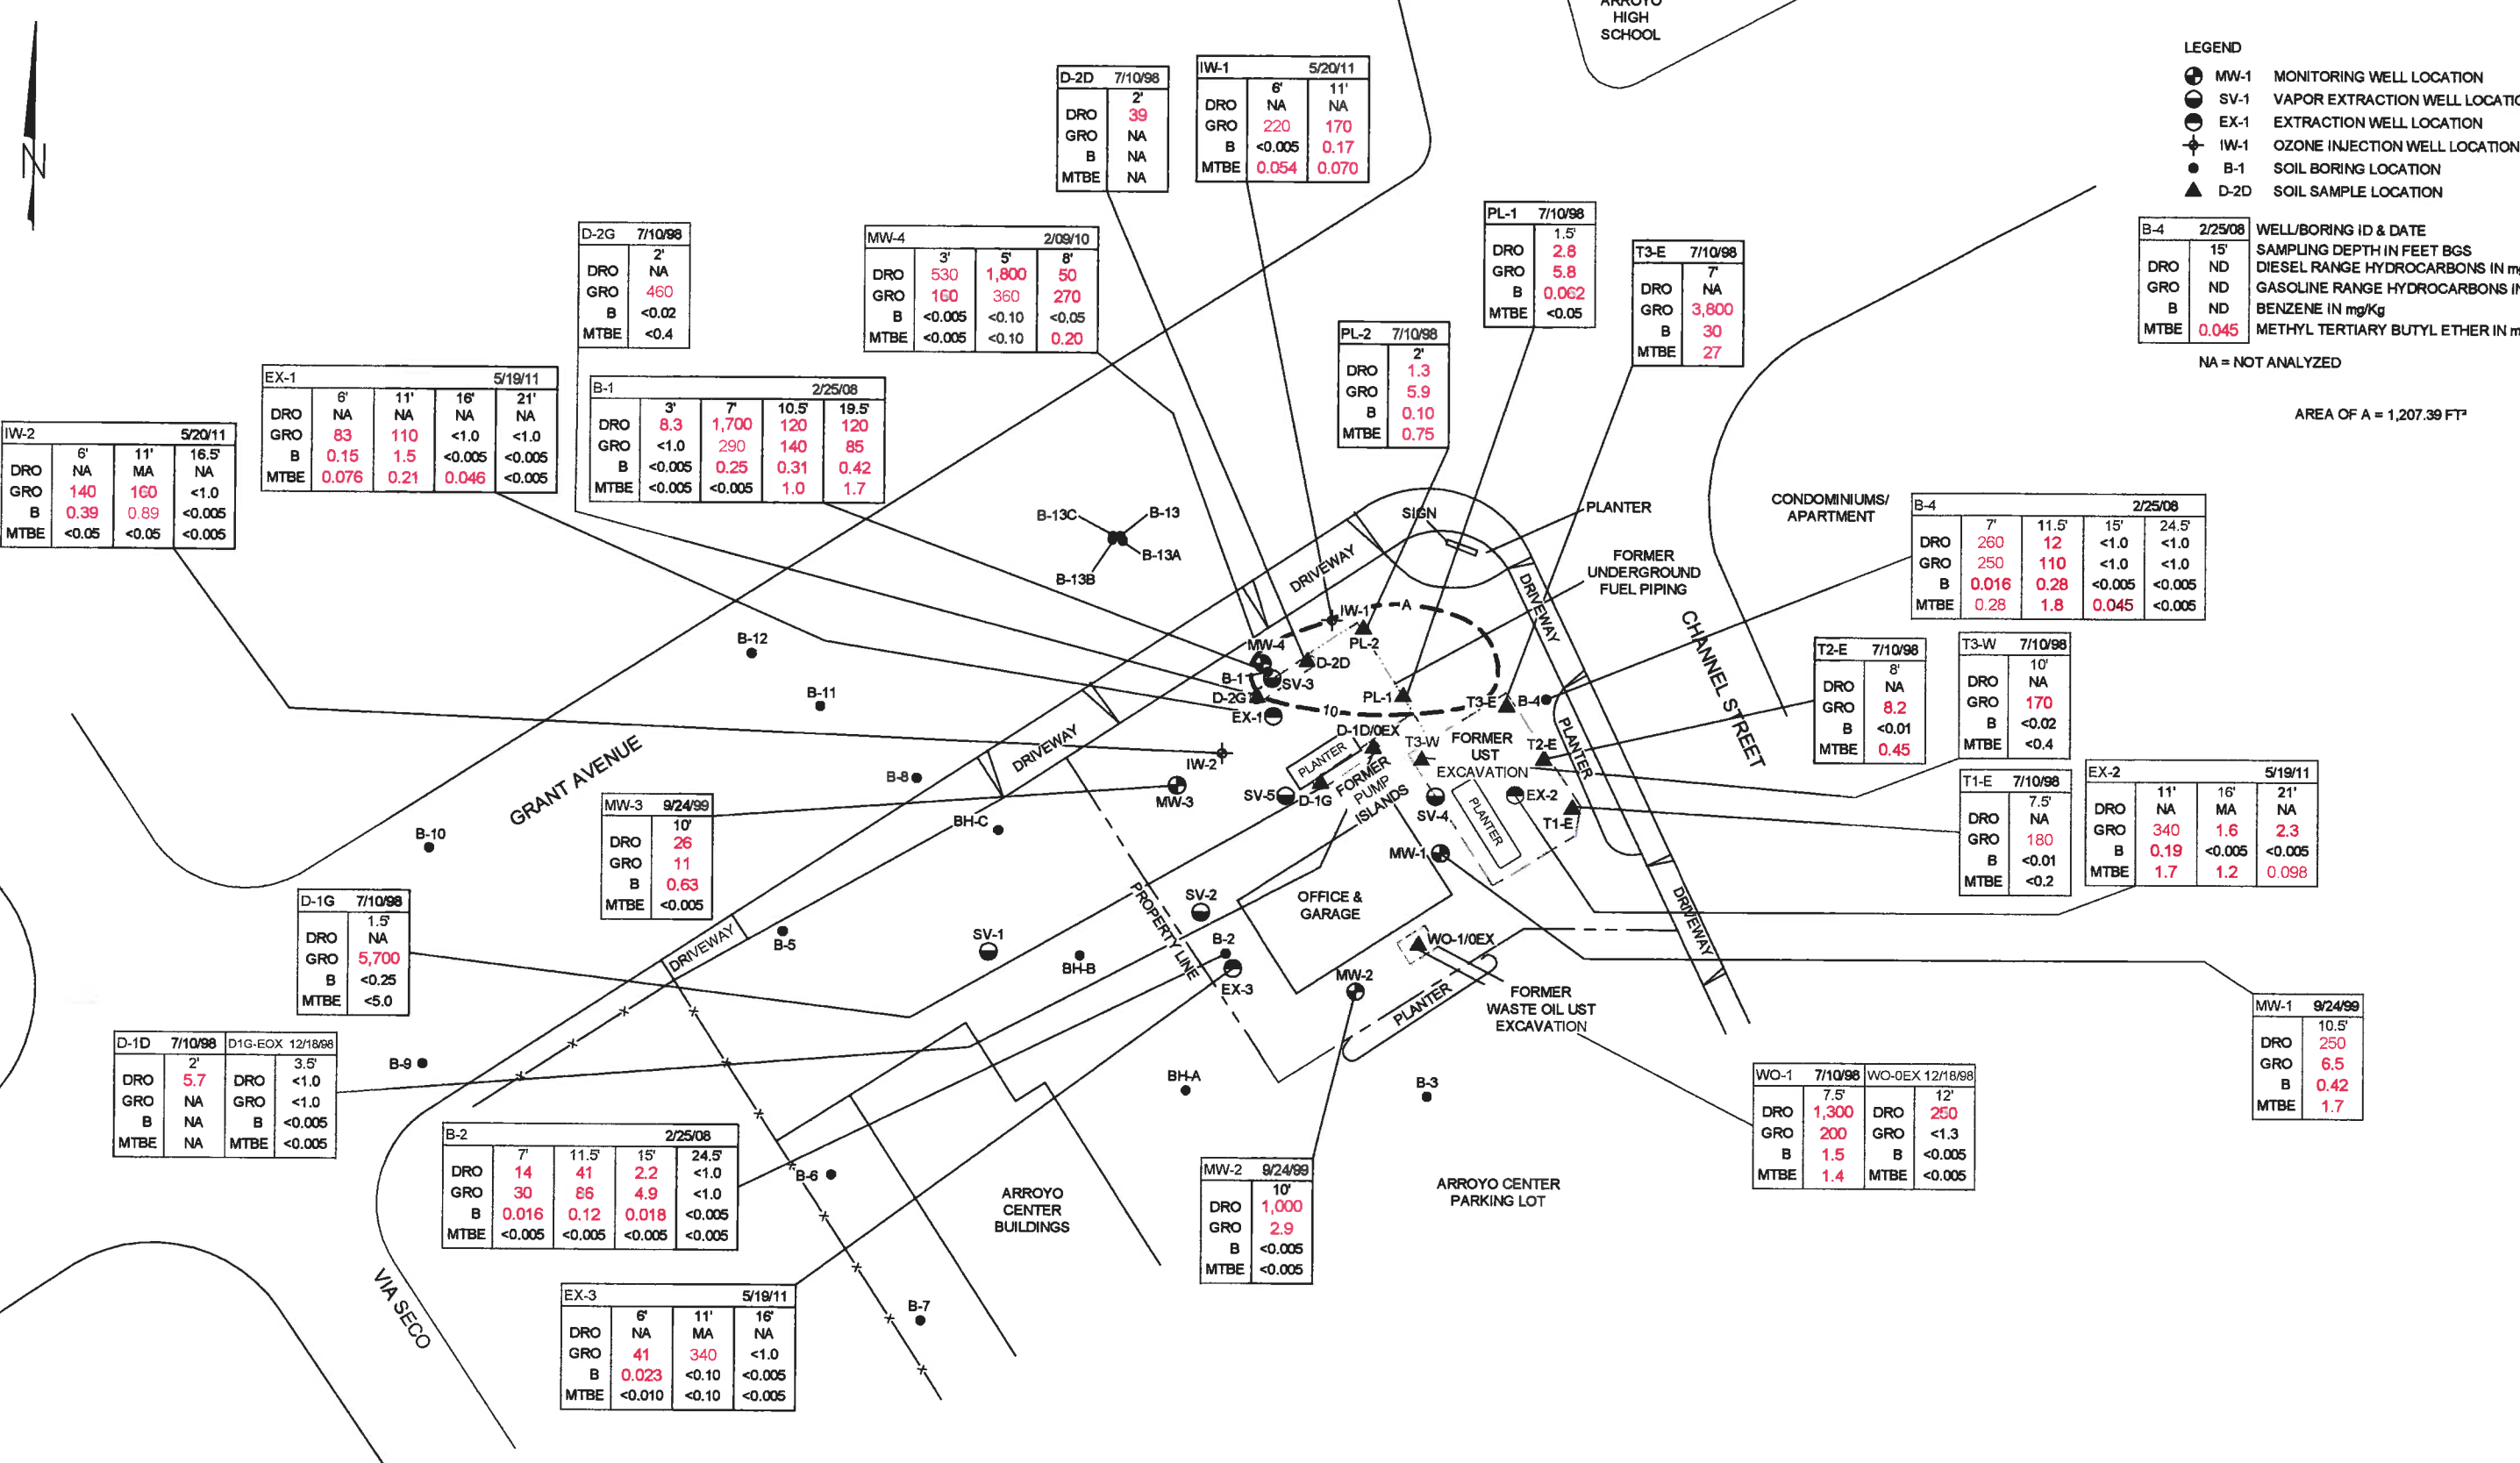 ARROYO
HIGH
SCHOOL
LEGEND
MW-1 MONITORING WELL LOCATION
SV-1 VAPOR EXTRACTION WELL LOCATIO
EX-1 EXTRACTION WELL LOCATION
IW-1 OZONE INJECTION WELL LOCATION
B-1 SOIL BORING LOCATION
D-2D SOIL SAMPLE LOCATION
B-4 2/25/08 WELL/BORING ID & DATE
15' SAMPLING DEPTH IN FEET BGS
DRO ND DIESEL RANGE HYDROCARBONS IN m
GRO ND GASOLINE RANGE HYDROCARBONS IN
B ND BENZENE IN mg/Kg
MTBE 0.045 METHYL TERTIARY BUTYL ETHER IN m
NA = NOT ANALYZED
AREA OF A = 1,207.39 FT²
N
D-2D 7/10/98
2'
DRO 39
GRO NA
B NA
MTBE NA
IW-1 5/20/11
6' 11'
DRO NA NA
GRO 220 170
B <0.005 0.17
MTBE 0.054 0.070
PL-1 7/10/98
1.5'
DRO 2.8
GRO 5.8
B 0.062
MTBE <0.05
T3-E 7/10/98
7'
DRO NA
GRO 3,800
B 30
MTBE 27
D-2G 7/10/98
2'
DRO NA
GRO 460
B <0.02
MTBE <0.4
MW-4 2/09/10
3' 5' 8'
DRO 530 1,800 50
GRO 160 360 270
B <0.005 <0.10 <0.05
MTBE <0.005 <0.10 0.20
PL-2 7/10/98
2'
DRO 1.3
GRO 5.9
B 0.10
MTBE 0.75
EX-1 5/19/11
6' 11' 16' 21'
DRO NA NA NA NA
GRO 83 110 <1.0 <1.0
B 0.15 1.5 <0.005 <0.005
MTBE 0.076 0.21 0.046 <0.005
B-1 2/25/08
3' 7' 10.5' 19.5'
DRO 8.3 1,700 120 120
GRO <1.0 290 140 85
B <0.005 0.25 0.31 0.42
MTBE <0.005 <0.005 1.0 1.7
IW-2 5/20/11
6' 11' 16.5'
DRO NA MA NA
GRO 140 160 <1.0
B 0.39 0.89 <0.005
MTBE <0.05 <0.05 <0.005
B-4 2/25/08
7' 11.5' 15' 24.5'
DRO 260 12 <1.0 <1.0
GRO 250 110 <1.0 <1.0
B 0.016 0.28 <0.005 <0.005
MTBE 0.28 1.8 0.045 <0.005
CONDOMINIUMS/
APARTMENT
B-13C
B-13
B-13A
B-13B
SIGN
PLANTER
FORMER
UNDERGROUND
FUEL PIPING
DRIVEWAY
DRIVEWAY
CHANNEL STREET
IW-1
A
PL-2
MW-4
D-2D
B-1
SV-3
D-2G
EX-1
10
PL-1
T3-E
B-4
B-12
B-11
T2-E 7/10/98
8'
DRO NA
GRO 8.2
B <0.01
MTBE 0.45
T3-W 7/10/98
10'
DRO NA
GRO 170
B <0.02
MTBE <0.4
GRANT AVENUE
DRIVEWAY
D-1D/0EX
PLANTER
T3-W
FORMER
UST
EXCAVATION
T2-E
PLANTER
IW-2
B-8
MW-3
SV-5
D-1G
FORMER
PUMP
ISLANDS
SV-4
PLANTER
EX-2
T1-E
T1-E 7/10/98
7.5'
DRO NA
GRO 180
B <0.01
MTBE <0.2
EX-2 5/19/11
11' 16' 21'
DRO NA MA NA
GRO 340 1.6 2.3
B 0.19 <0.005 <0.005
MTBE 1.7 1.2 0.098
MW-3 9/24/99
10'
DRO 26
GRO 11
B 0.63
MTBE <0.005
BH-C
B-10
MW-1
PROPERTY LINE
OFFICE &
GARAGE
DRIVEWAY
D-1G 7/10/98
1.5'
DRO NA
GRO 5,700
B <0.25
MTBE <5.0
DRIVEWAY
B-5
SV-1
SV-2
BH-B
B-2
EX-3
WO-1/0EX
MW-2
PLANTER
FORMER
WASTE OIL UST
EXCAVATION
MW-1 9/24/99
10.5'
DRO 250
GRO 6.5
B 0.42
MTBE 1.7
D-1D 7/10/98 D1G-EOX 12/18/98
2' 3.5'
DRO 5.7 DRO <1.0
GRO NA GRO <1.0
B NA B <0.005
MTBE NA MTBE <0.005
B-9
BH-A
B-3
WO-1 7/10/98 WO-0EX 12/18/98
7.5' 12'
DRO 1,300 DRO 250
GRO 200 GRO <1.3
B 1.5 B <0.005
MTBE 1.4 MTBE <0.005
B-2 2/25/08
7' 11.5' 15' 24.5'
DRO 14 41 2.2 <1.0
GRO 30 86 4.9 <1.0
B 0.016 0.12 0.018 <0.005
MTBE <0.005 <0.005 <0.005 <0.005
B-6
ARROYO
CENTER
BUILDINGS
MW-2 9/24/99
10'
DRO 1,000
GRO 2.9
B <0.005
MTBE <0.005
ARROYO CENTER
PARKING LOT
VIA SECO
EX-3 5/19/11
6' 11' 16'
DRO NA MA NA
GRO 41 340 <1.0
B 0.023 <0.10 <0.005
MTBE <0.010 <0.10 <0.005
B-7